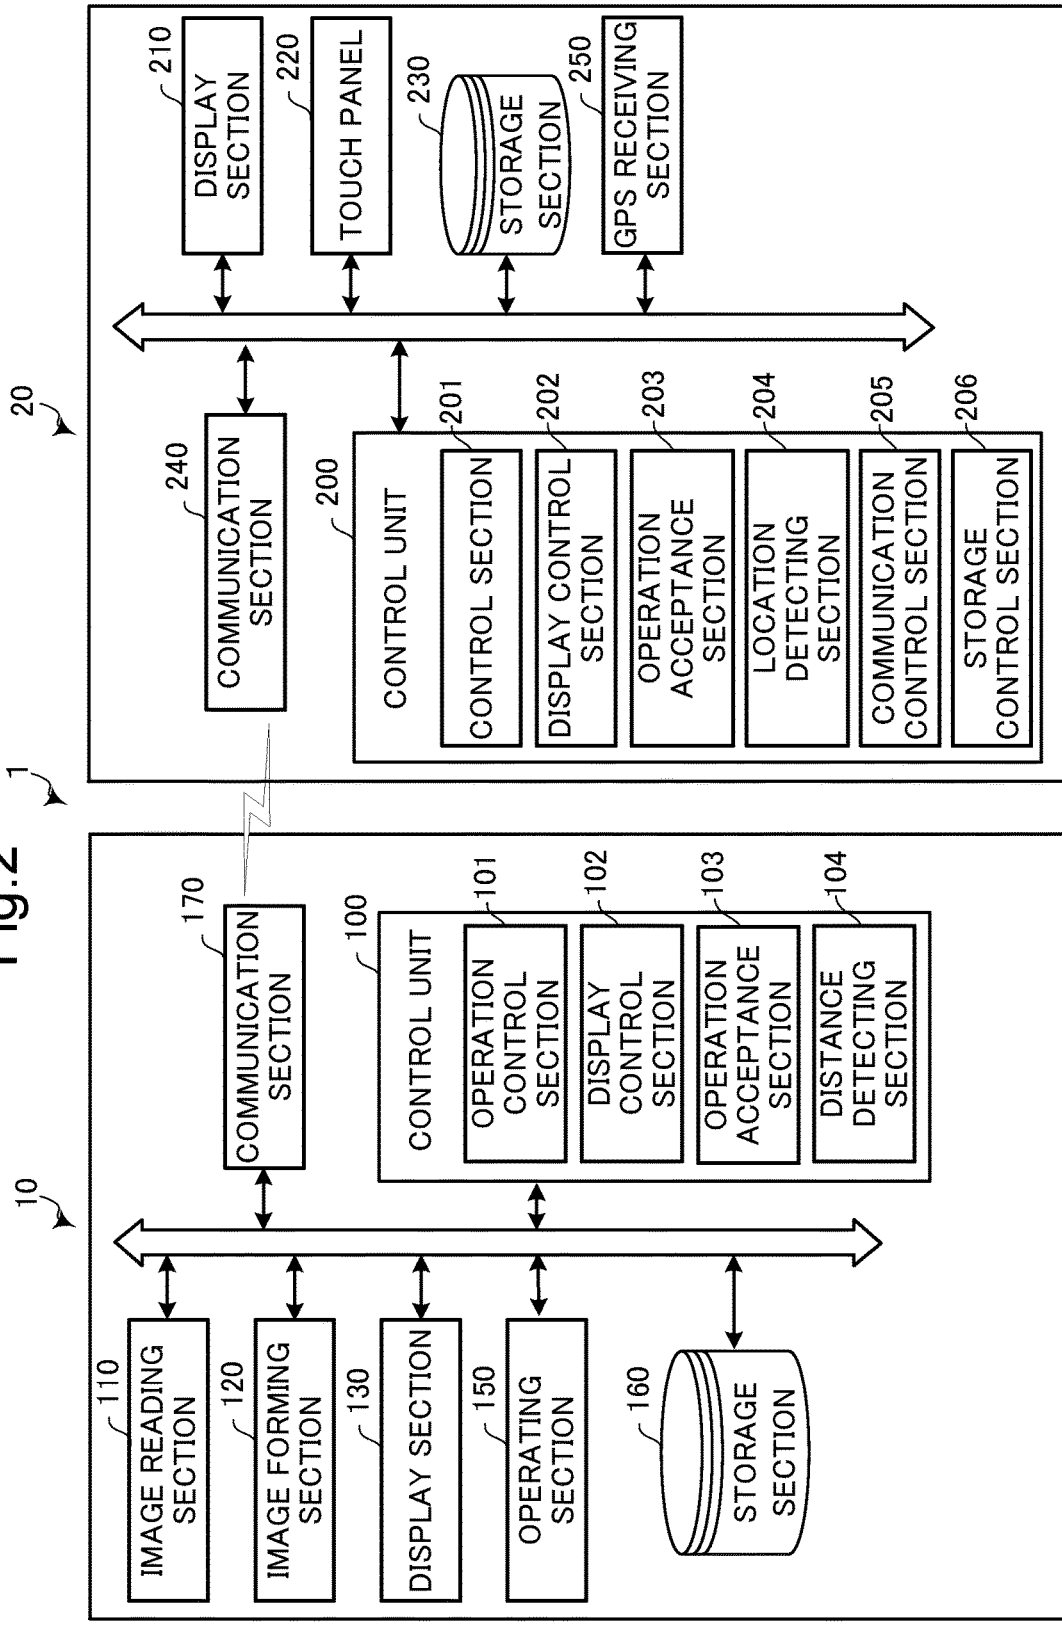 Fig.2
1
10
110
IMAGE READING
SECTION
120
IMAGE FORMING
SECTION
130
DISPLAY SECTION
150
OPERATING
SECTION
160
STORAGE
SECTION
170
COMMUNICATION
SECTION
100
CONTROL UNIT
101
OPERATION
CONTROL
SECTION
102
DISPLAY
CONTROL
SECTION
103
OPERATION
ACCEPTANCE
SECTION
104
DISTANCE
DETECTING
SECTION
20
240
COMMUNICATION
SECTION
200
CONTROL UNIT
201
CONTROL SECTION
202
DISPLAY CONTROL
SECTION
203
OPERATION
ACCEPTANCE
SECTION
204
LOCATION
DETECTING
SECTION
205
COMMUNICATION
CONTROL SECTION
206
STORAGE
CONTROL SECTION
210
DISPLAY
SECTION
220
TOUCH PANEL
230
STORAGE
SECTION
250
GPS RECEIVING
SECTION